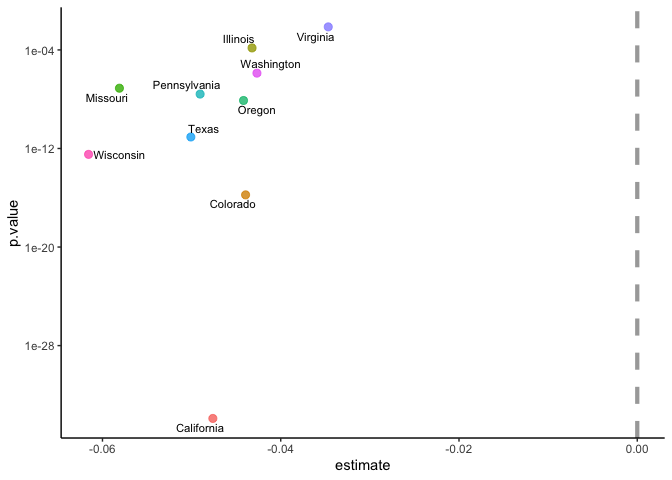 Virginia
Illinois
1e-04
Washington
Pennsylvania
Missouri
Oregon
Texas
1e-12
Wisconsin
Colorado
p.value
1e-20
1e-28
California
-0.06
-0.04
-0.02
0.00
estimate